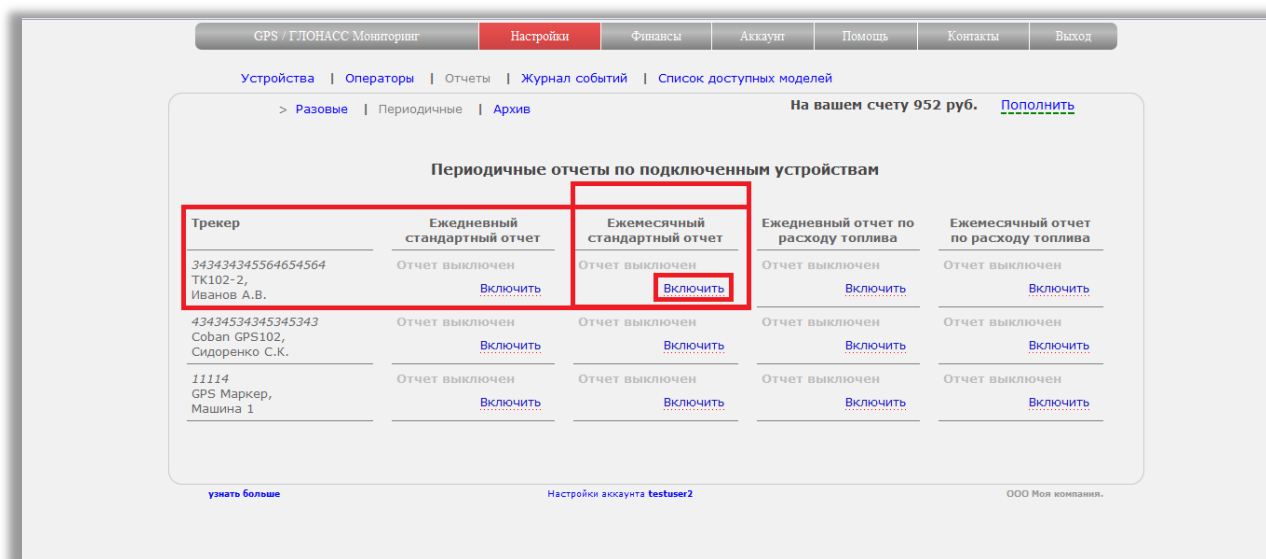 GPS / ГЛОНАСС Мониторинг Настройки Финансы Аккаунт Помощь Контакты Выход
Устройства | Операторы | Отчеты | Журнал событий | Список доступных моделей
> Разовые | Периодичные | Архив На вашем счету 952 руб. Пополнить
Периодичные отчеты по подключенным устройствам
Трекер Ежедневный Ежемесячный Ежедневный отчет по Ежемесячный отчет
стандартный отчет стандартный отчет расходу топлива по расходу топлива
343434345564654564 Отчет выключен Отчет выключен Отчет выключен Отчет выключен
TK102-2,
Иванов А.В. Включить Включить Включить Включить
43434534345345343 Отчет выключен Отчет выключен Отчет выключен Отчет выключен
Coban GPS102,
Сидоренко С.К. Включить Включить Включить Включить
11114 Отчет выключен Отчет выключен Отчет выключен Отчет выключен
GPS Маркер,
Машина 1 Включить Включить Включить Включить
узнать больше Настройки аккаунта testuser2 ООО Моя компания.